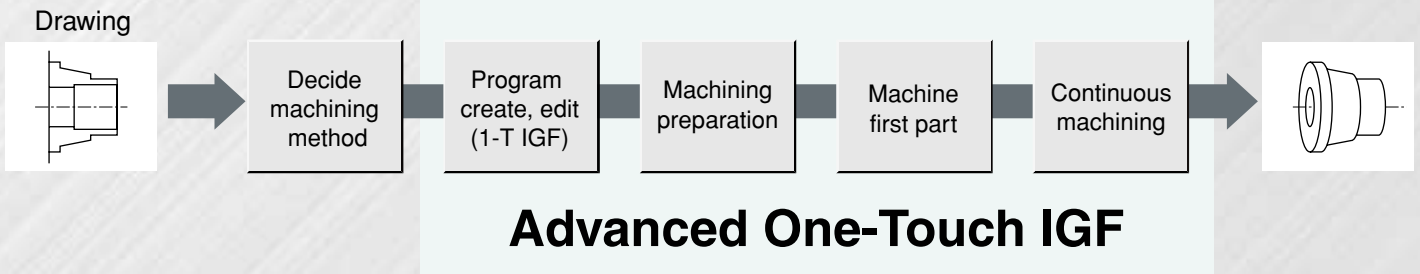 Drawing
Decide
machining
method
Program
create, edit
(1-T IGF)
Machining
preparation
Machine
first part
Continuous
machining
Advanced One-Touch IGF